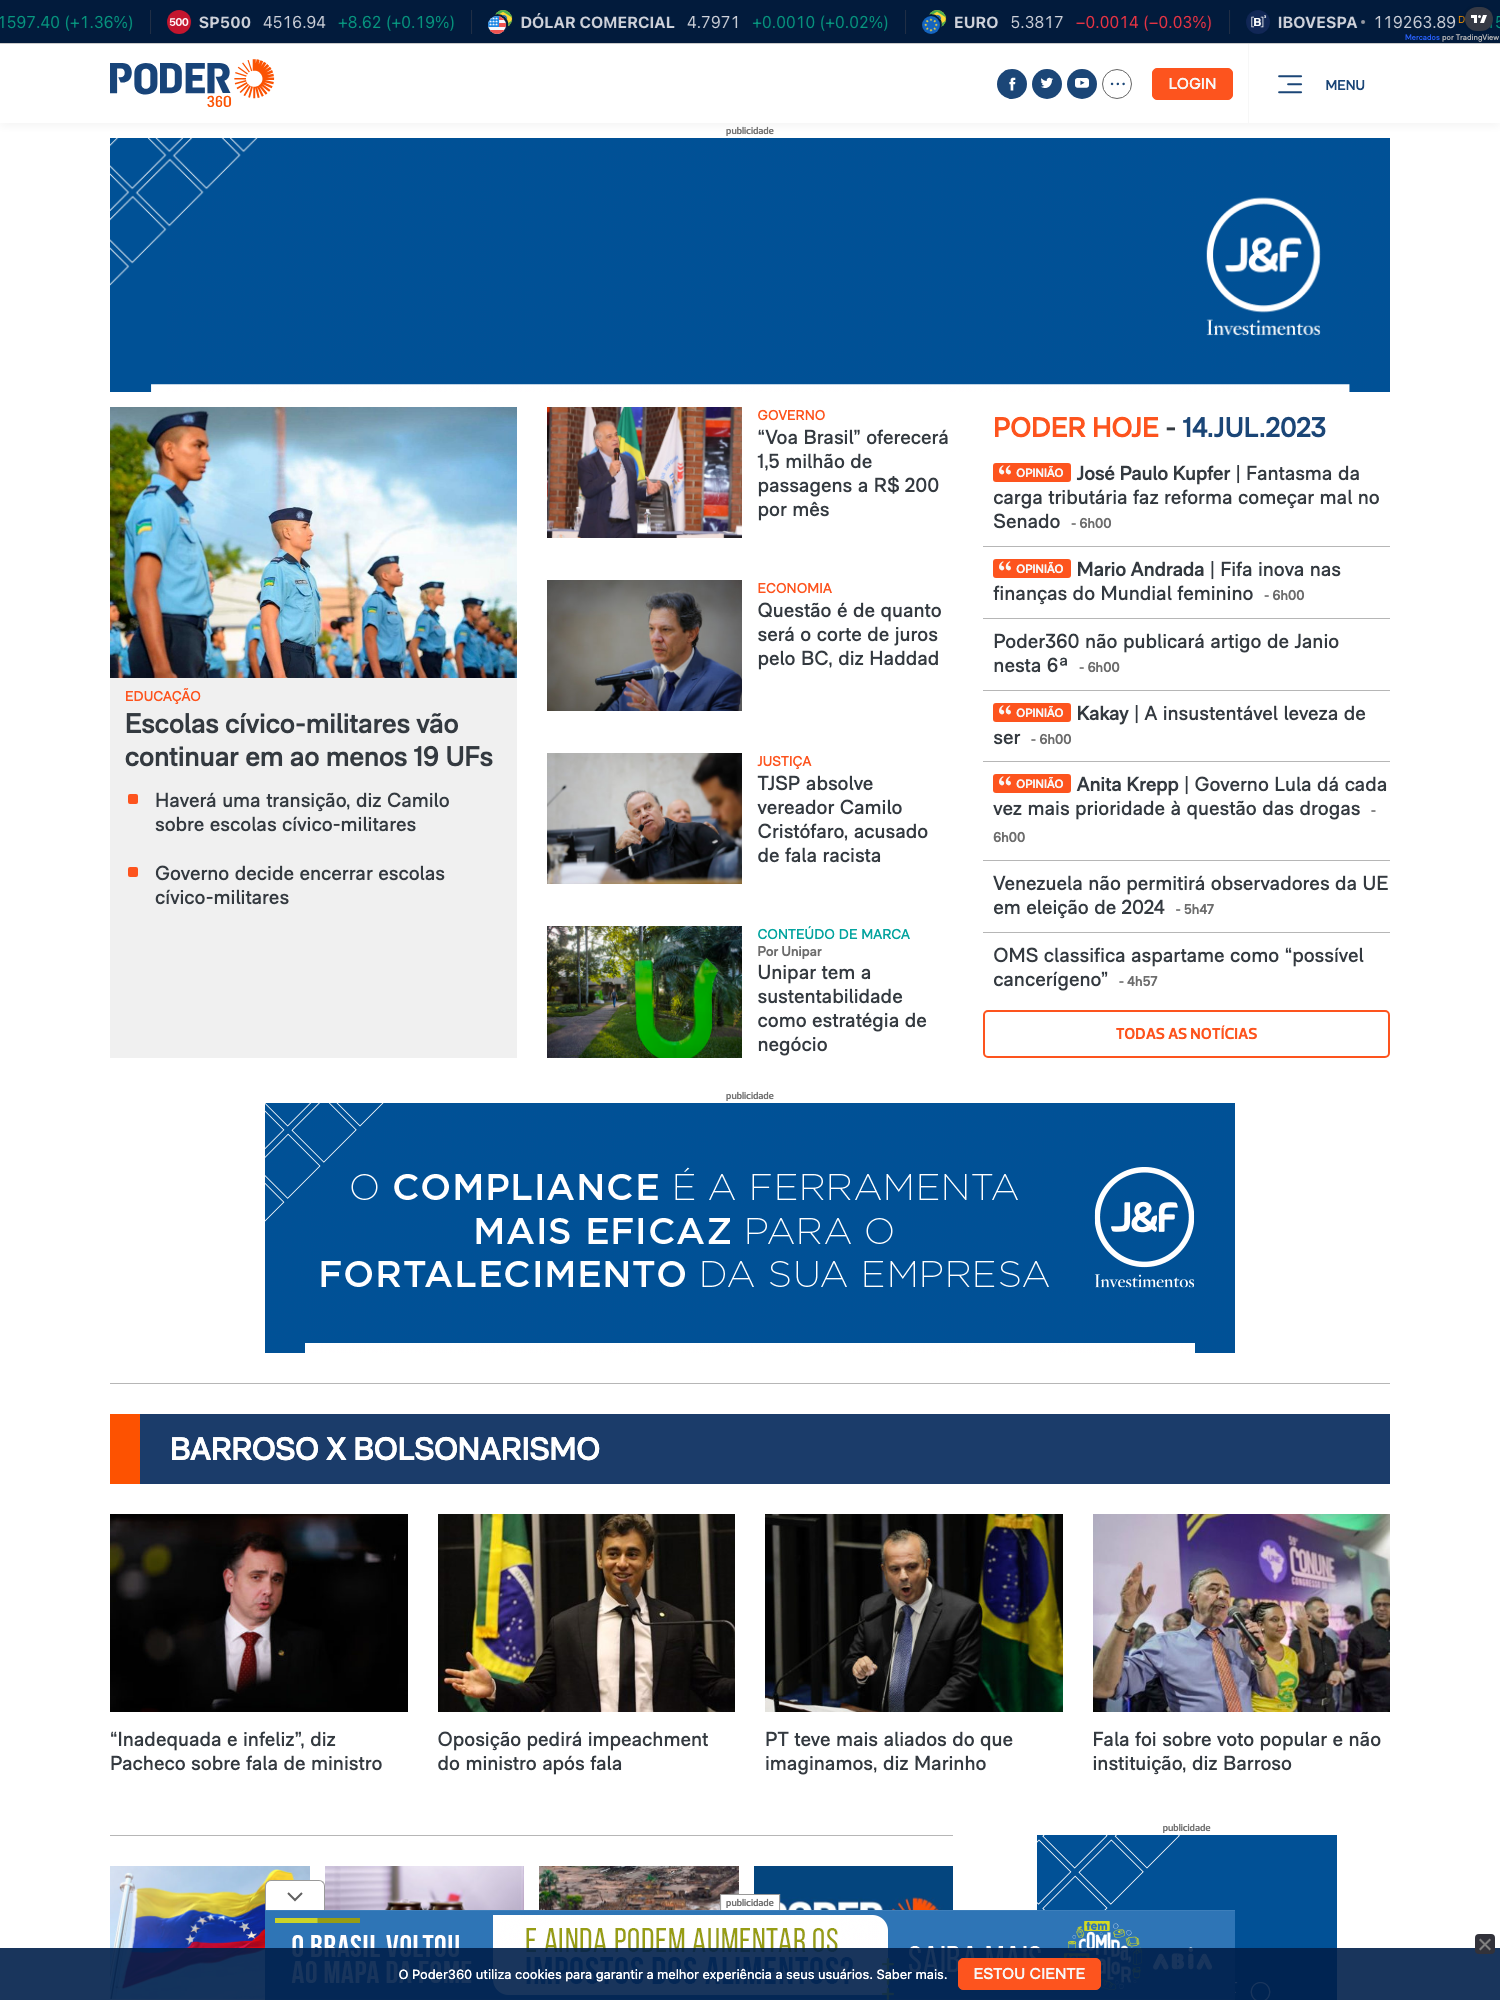 1597.40 (+1.36%) 500 SP500 4516.94 +8.62 (+0.19%) DÓLAR COMERCIAL 4.7971 +0.0010 (+0.02%) EURO 5.3817 −0.0014 (−0.03%) [B]³ IBOVESPA 119263.89
Mercados por TradingView
PODER
360
LOGIN
MENU
publicidade
J&F
Investimentos
EDUCAÇÃO
Escolas cívico-militares vão
continuar em ao menos 19 UFs
Haverá uma transição, diz Camilo
sobre escolas cívico-militares
Governo decide encerrar escolas
cívico-militares
GOVERNO
“Voa Brasil” oferecerá
1,5 milhão de
passagens a R$ 200
por mês
ECONOMIA
Questão é de quanto
será o corte de juros
pelo BC, diz Haddad
JUSTIÇA
TJSP absolve
vereador Camilo
Cristófaro, acusado
de fala racista
CONTEÚDO DE MARCA
Por Unipar
Unipar tem a
sustentabilidade
como estratégia de
negócio
PODER HOJE - 14.JUL.2023
“ OPINIÃO José Paulo Kupfer | Fantasma da
carga tributária faz reforma começar mal no
Senado - 6h00
“ OPINIÃO Mario Andrada | Fifa inova nas
finanças do Mundial feminino - 6h00
Poder360 não publicará artigo de Janio
nesta 6ª - 6h00
“ OPINIÃO Kakay | A insustentável leveza de
ser - 6h00
“ OPINIÃO Anita Krepp | Governo Lula dá cada
vez mais prioridade à questão das drogas -
6h00
Venezuela não permitirá observadores da UE
em eleição de 2024 - 5h47
OMS classifica aspartame como “possível
cancerígeno” - 4h57
TODAS AS NOTÍCIAS
publicidade
O COMPLIANCE É A FERRAMENTA
MAIS EFICAZ PARA O
FORTALECIMENTO DA SUA EMPRESA
J&F
Investimentos
BARROSO X BOLSONARISMO
59º
CONUNE
CONGRESSO DA
“Inadequada e infeliz”, diz
Pacheco sobre fala de ministro
Oposição pedirá impeachment
do ministro após fala
PT teve mais aliados do que
imaginamos, diz Marinho
Fala foi sobre voto popular e não
instituição, diz Barroso
publicidade
publicidade
O BRASIL VOLTOU
AO MAPA DA FOME
E AINDA PODEM AUMENTAR OS
IMPOSTOS DOS ALIMENTOS?
SAIBA MAIS
tem
ABIA
O Poder360 utiliza cookies para garantir a melhor experiência a seus usuários. Saber mais.
ESTOU CIENTE